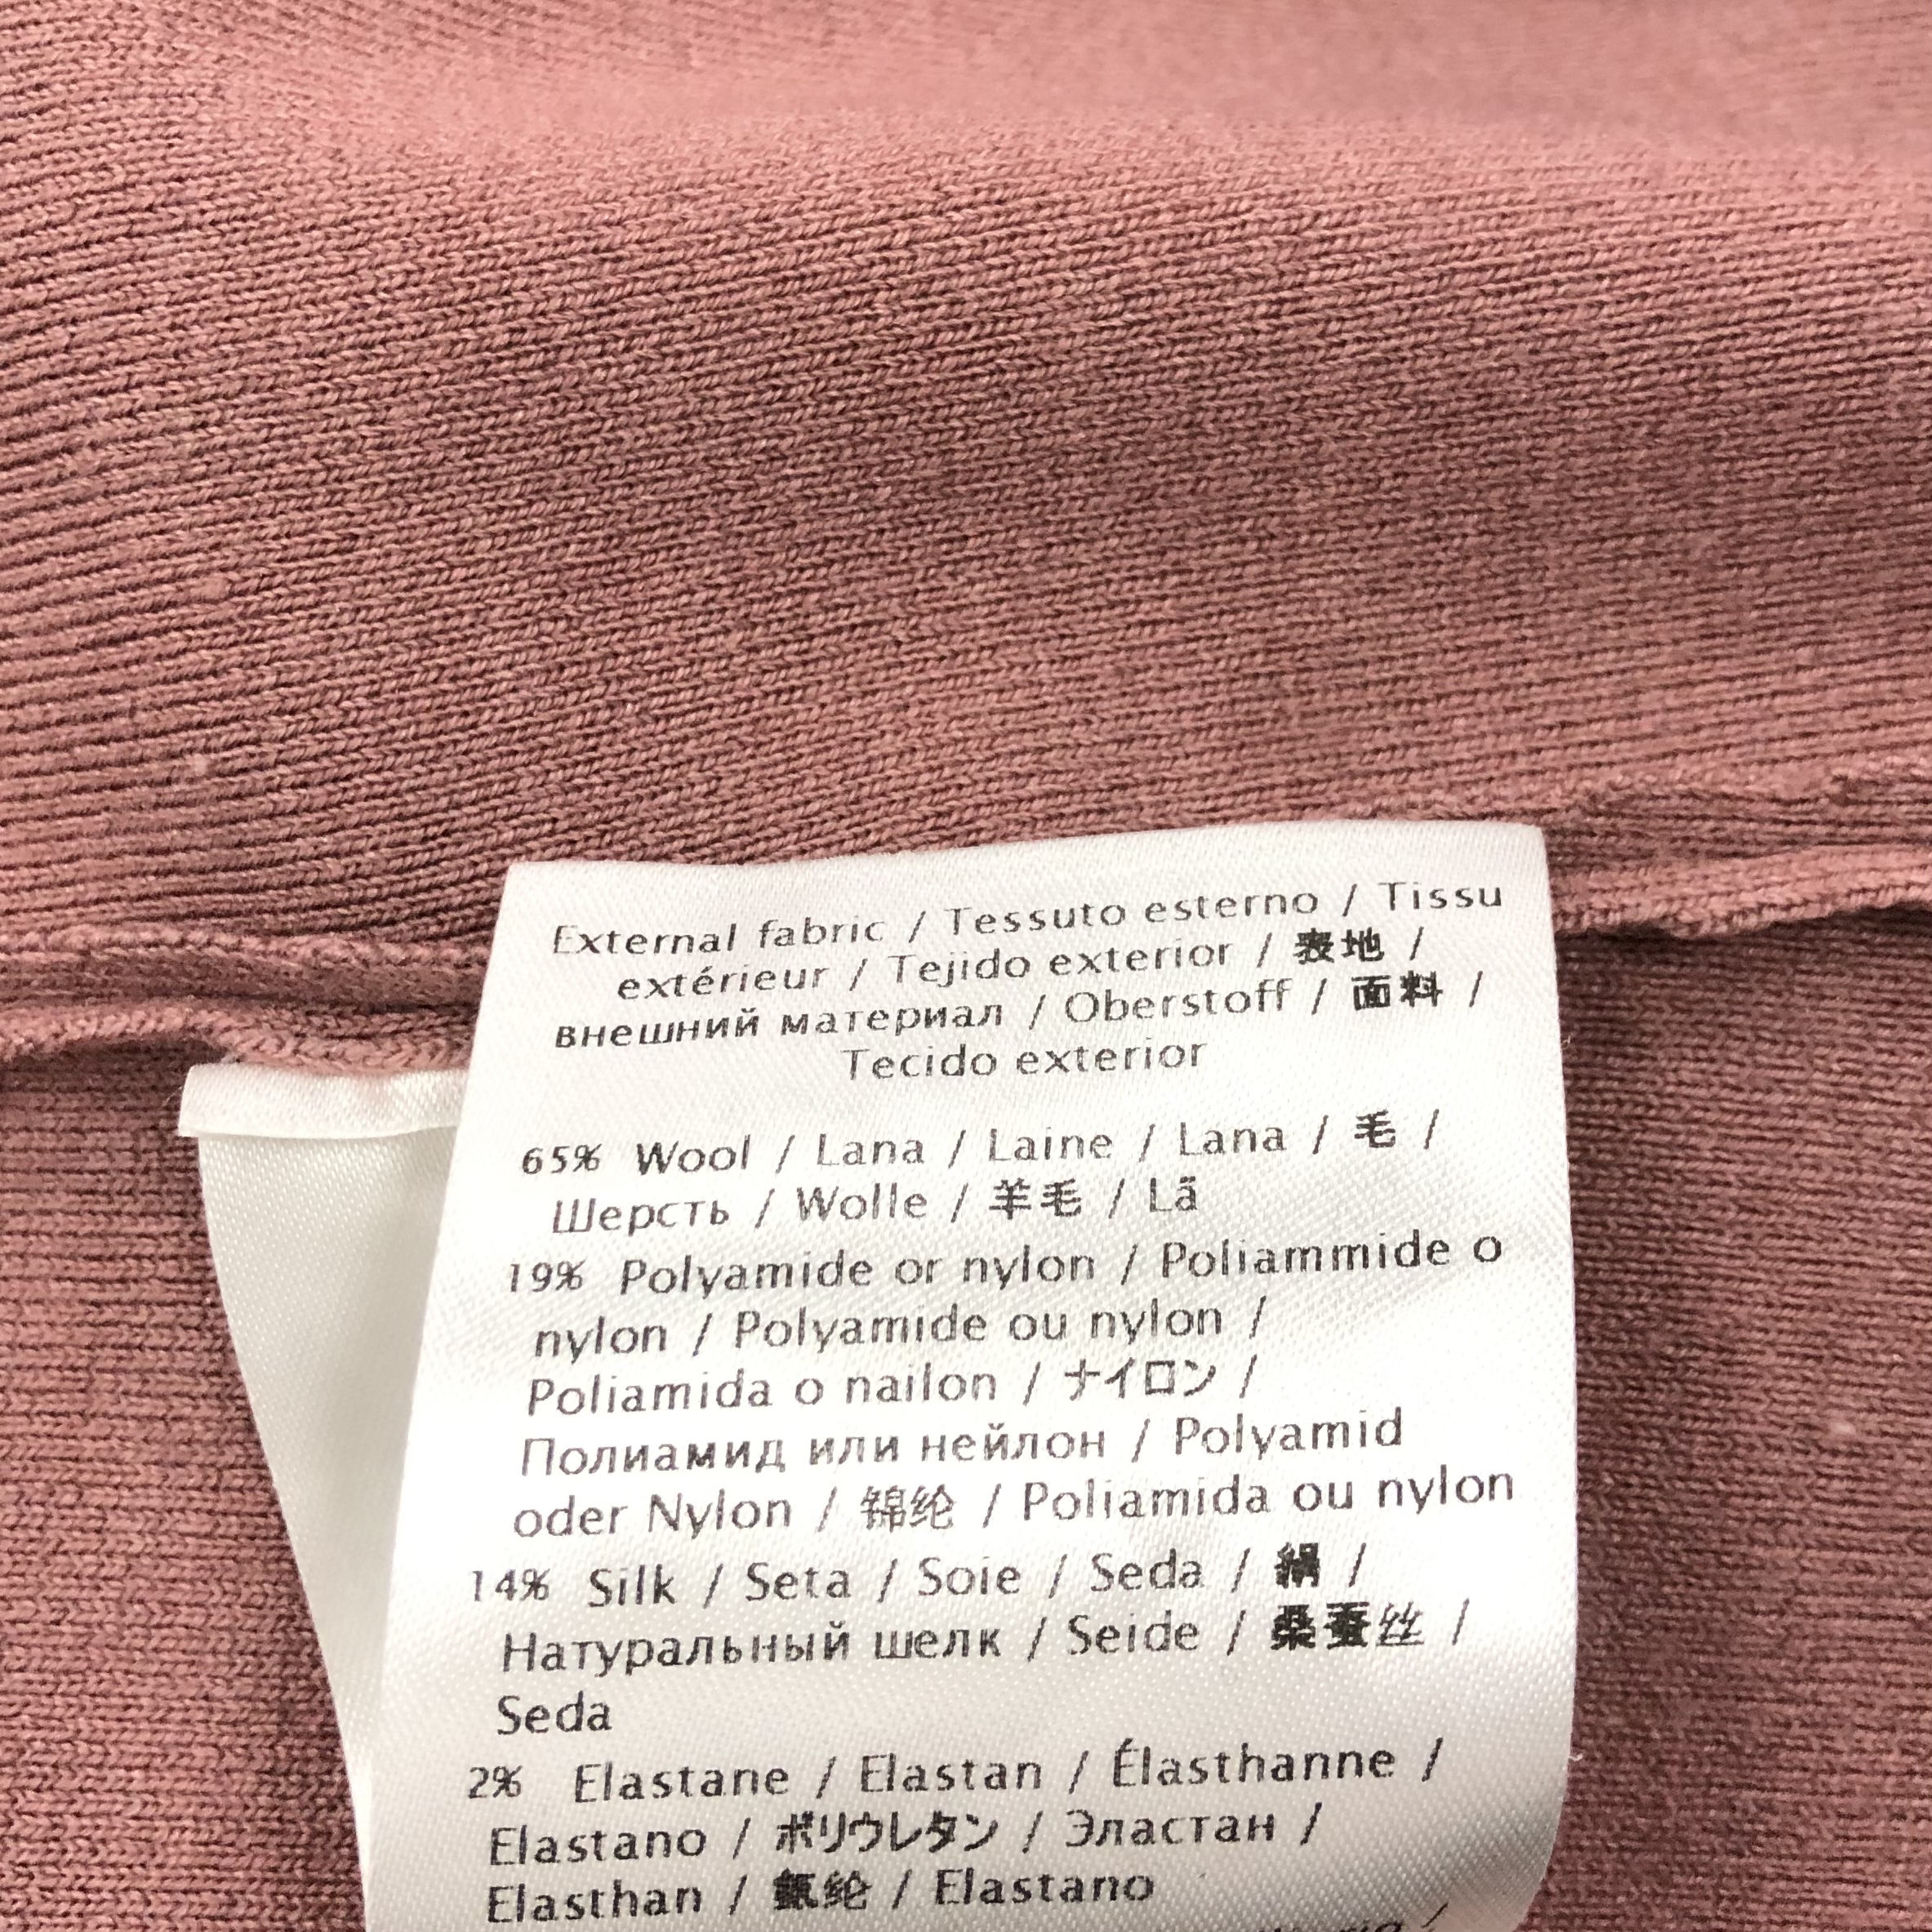 External fabric / Tessuto esterno / Tissu
extérieur / Tejido exterior / 表地 /
внешний материал / Oberstoff / 面料 /
Tecido exterior
65% Wool / Lana / Laine / Lana / 毛 /
Шерсть / Wolle / 羊毛 / Lã
19% Polyamide or nylon / Poliammide o
nylon / Polyamide ou nylon /
Poliamida o nailon / ナイロン /
Полиамид или нейлон / Polyamid
oder Nylon / 锦纶 / Poliamida ou nylon
14% Silk / Seta / Soie / Seda / 絹 /
Натуральный шелк / Seide / 桑蚕丝 /
Seda
2% Elastane / Elastan / Élasthanne /
Elastano / ポリウレタン / Эластан /
Elasthan / 氨纶 / Elastano